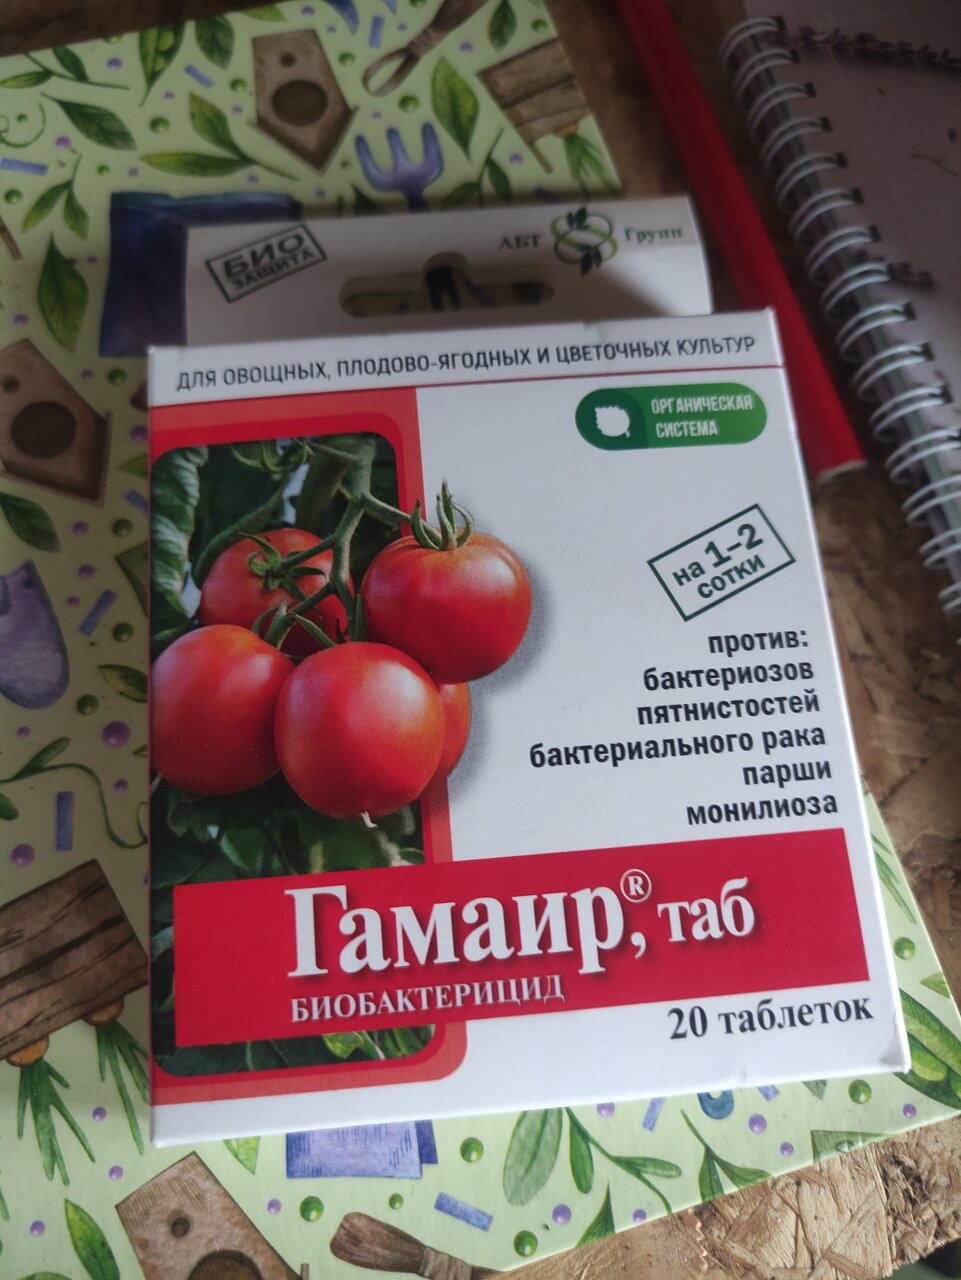 БИО
ЗАЩИТА
АБТ Групп
ДЛЯ ОВОЩНЫХ, ПЛОДОВО-ЯГОДНЫХ И ЦВЕТОЧНЫХ КУЛЬТУР
ОРГАНИЧЕСКАЯ
СИСТЕМА
на 1-2
сотки
против:
бактериозов
пятнистостей
бактериального рака
парши
монилиоза
Гамаир®, таб
БИОБАКТЕРИЦИД
20 таблеток